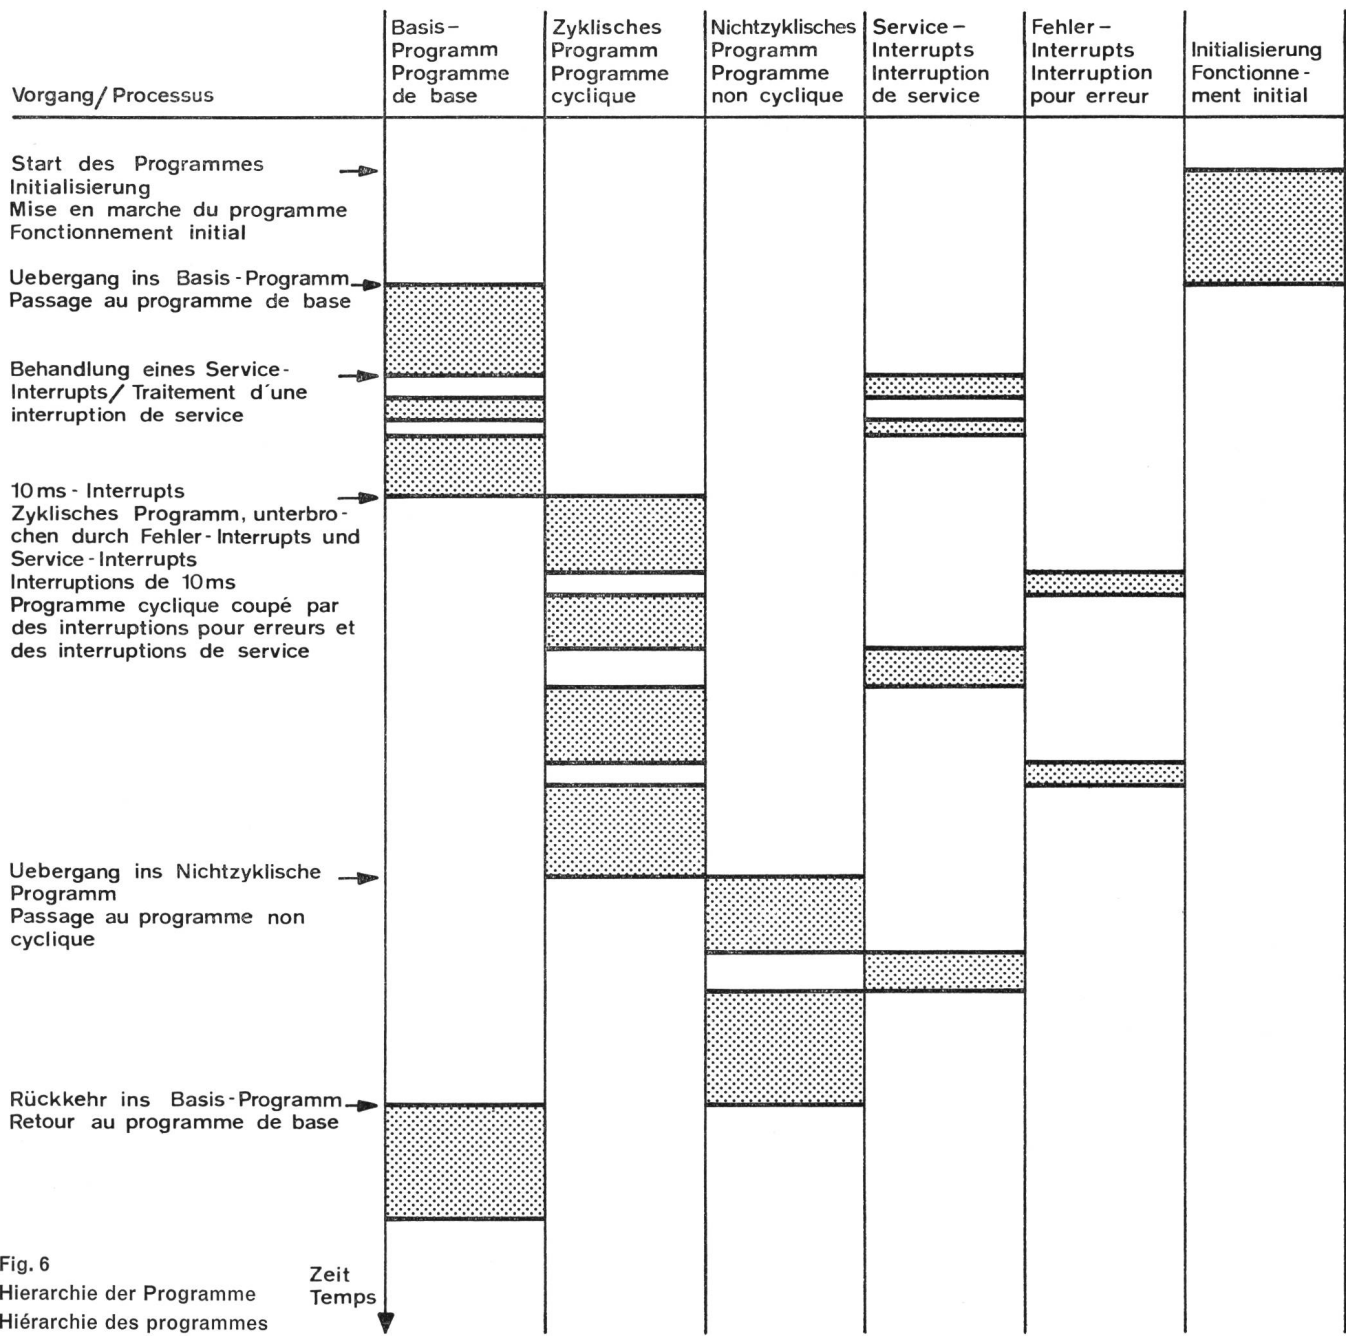 Vorgang/Processus
Basis-
Programm
Programme
de base
Zyklisches
Programm
Programme
cyclique
Nichtzyklisches
Programm
Programme
non cyclique
Service-
Interrupts
Interruption
de service
Fehler-
Interrupts
Interruption
pour erreur
Initialisierung
Fonctionne-
ment initial
Start des Programmes
Initialisierung
Mise en marche du programme
Fonctionnement initial
Uebergang ins Basis-Programm
Passage au programme de base
Behandlung eines Service-
Interrupts/Traitement d'une
interruption de service
10ms-Interrupts
Zyklisches Programm, unterbro-
chen durch Fehler-Interrupts und
Service-Interrupts
Interruptions de 10ms
Programme cyclique coupé par
des interruptions pour erreurs et
des interruptions de service
Uebergang ins Nichtzyklische
Programm
Passage au programme non
cyclique
Rückkehr ins Basis-Programm
Retour au programme de base
Zeit
Temps
Fig. 6
Hierarchie der Programme
Hiérarchie des programmes